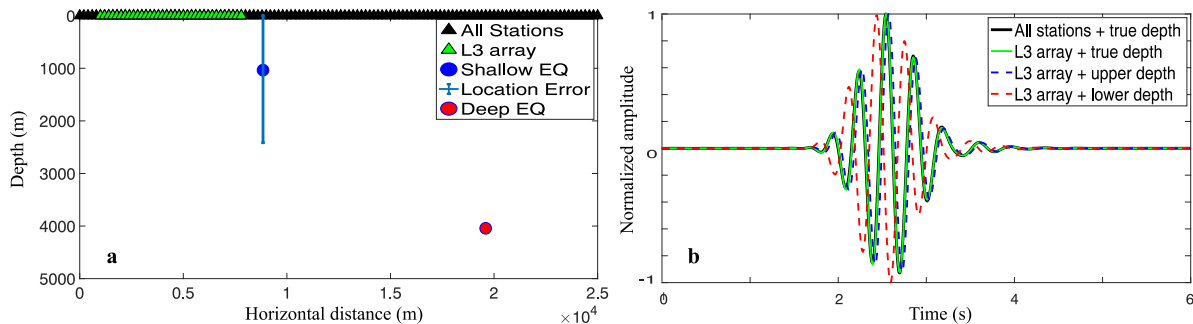 0
1000
2000
3000
4000
5000
Depth (m)
0
0.5
1
1.5
2
2.5
×10⁴
Horizontal distance (m)
a
All Stations
L3 array
Shallow EQ
Location Error
Deep EQ
1
0
-1
Normalized amplitude
0
2
4
6
Time (s)
b
All stations + true depth
L3 array + true depth
L3 array + upper depth
L3 array + lower depth